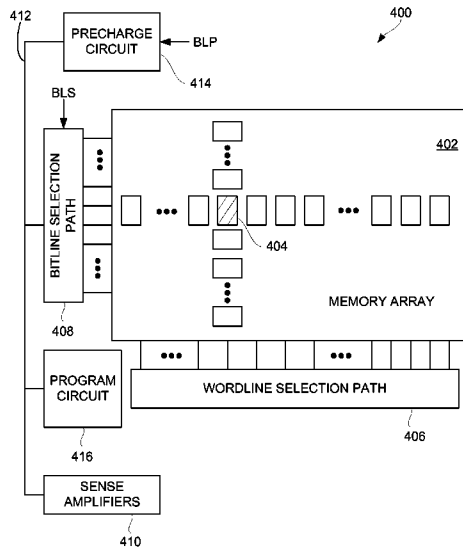 412
PRECHARGE
CIRCUIT
BLP
414
400
BLS
402
BITLINE SELECTION
PATH
404
408
MEMORY ARRAY
PROGRAM
CIRCUIT
416
WORDLINE SELECTION PATH
406
SENSE
AMPLIFIERS
410